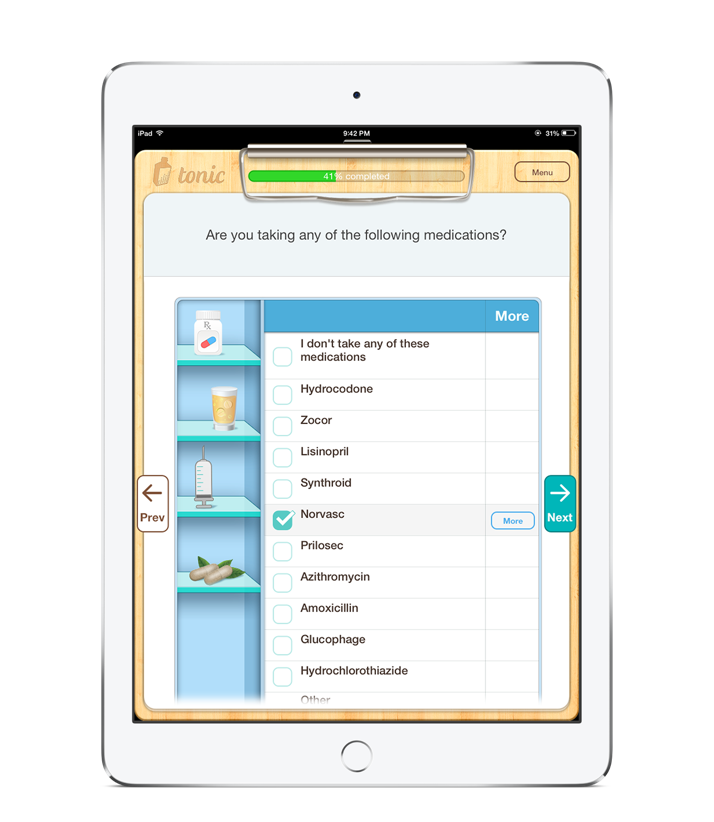 iPad
9:42 PM
31%
tonic
41% completed
Menu
Are you taking any of the following medications?
More
Rx
I don't take any of these
medications
Hydrocodone
Zocor
Lisinopril
Synthroid
Norvasc
More
Prev
Next
Prilosec
Azithromycin
Amoxicillin
Glucophage
Hydrochlorothiazide
Other